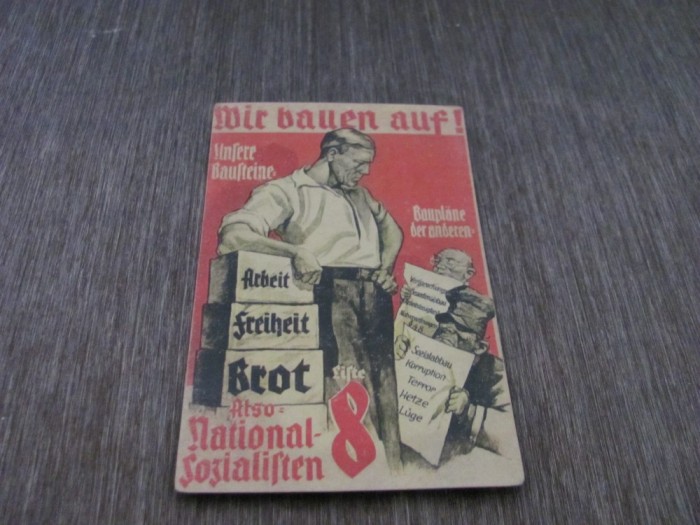 Wir bauen auf!
Unsere
Bausteine:
Baupläne
der anderen:
Arbeit
Freiheit
Brot
Sozialabbau
Korruption
Terror
Hetze
Lüge
Also:
National-
sozialisten
Liste
8